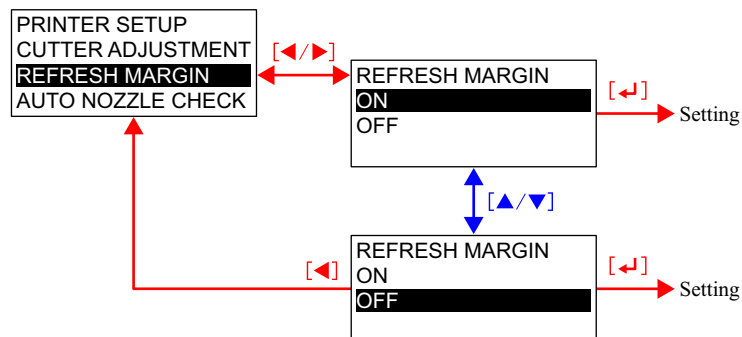 PRINTER SETUP
CUTTER ADJUSTMENT
REFRESH MARGIN
AUTO NOZZLE CHECK
[◀/▶]
REFRESH MARGIN
ON
OFF
[↵]
Setting
[▲/▼]
REFRESH MARGIN
ON
OFF
[◀]
[↵]
Setting